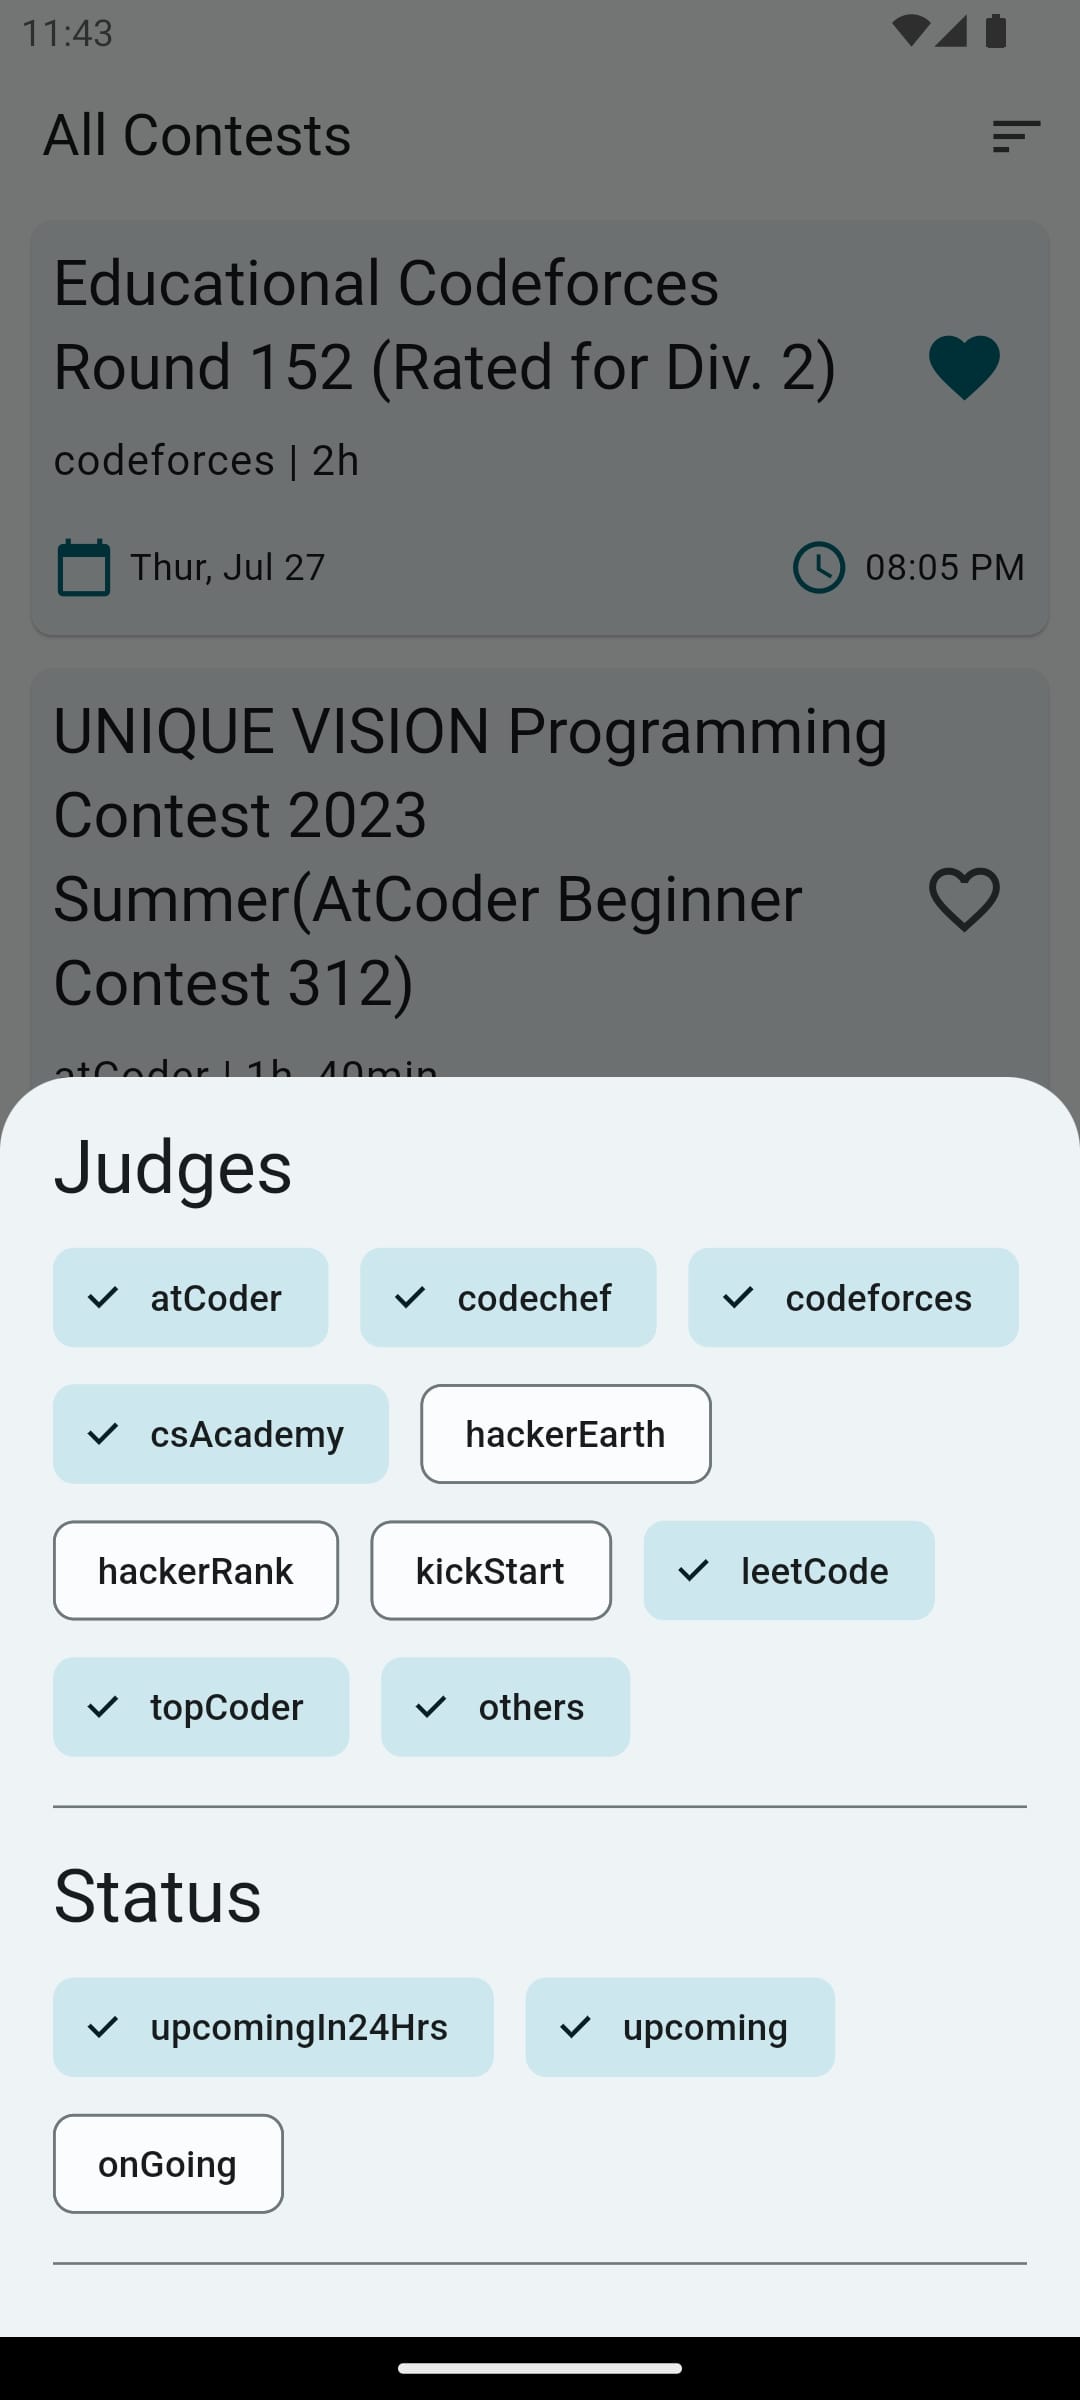 11:43
All Contests
Educational Codeforces
Round 152 (Rated for Div. 2)
codeforces | 2h
Thur, Jul 27
08:05 PM
UNIQUE VISION Programming
Contest 2023
Summer(AtCoder Beginner
Contest 312)
atCoder | 1h, 40min
Judges
atCoder
codechef
codeforces
csAcademy
hackerEarth
hackerRank
kickStart
leetCode
topCoder
others
Status
upcomingIn24Hrs
upcoming
onGoing